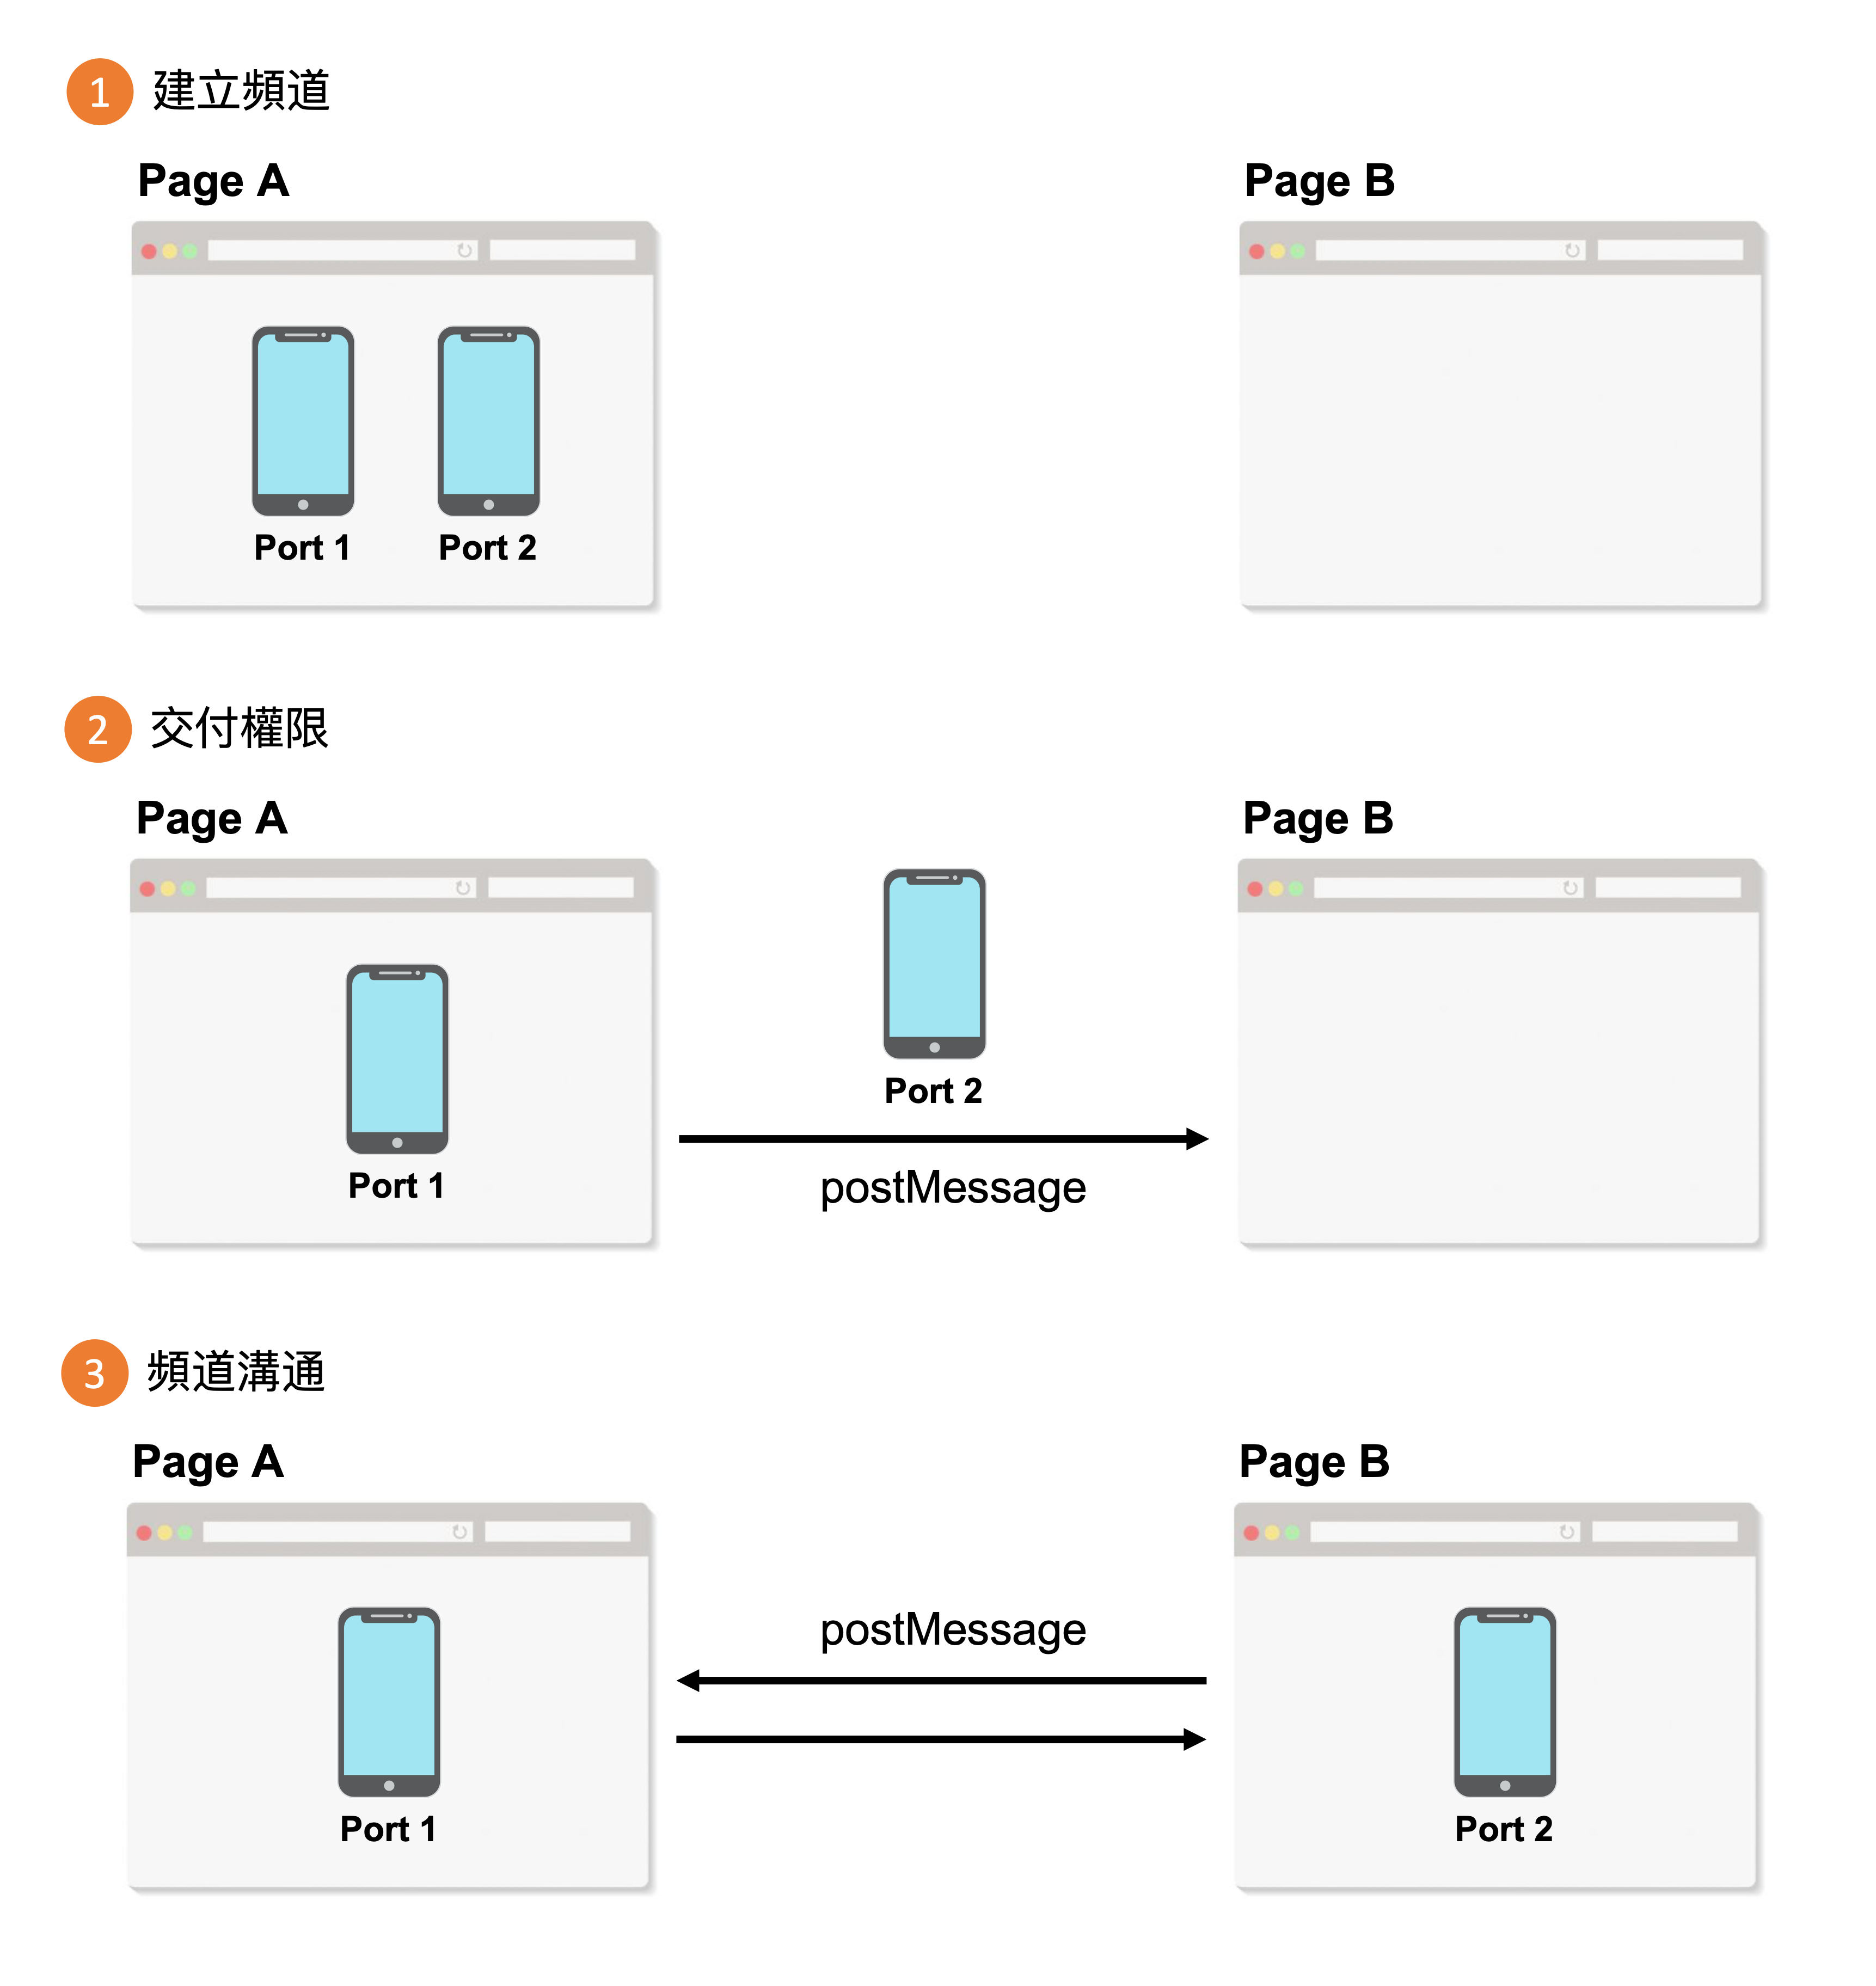 1 建立頻道
Page A
Page B
Port 1
Port 2
2 交付權限
Page A
Page B
Port 2
Port 1
postMessage
3 頻道溝通
Page A
Page B
postMessage
Port 1
Port 2